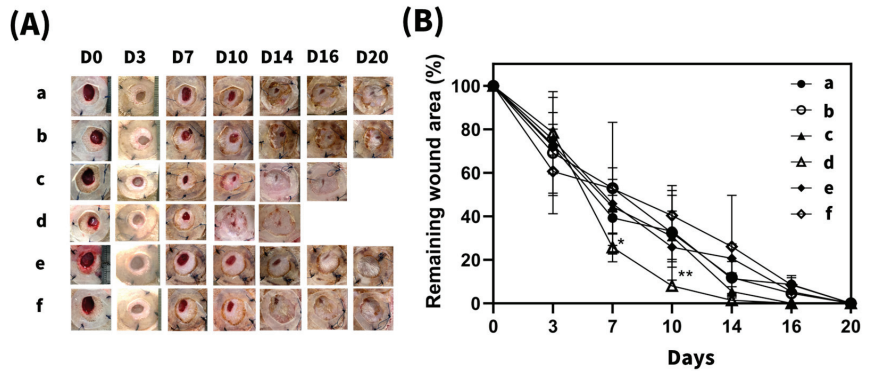 (A)
D0 D3 D7 D10 D14 D16 D20
a
b
c
d
e
f
(B)
Remaining wound area (%)
100
80
60
40
20
0
a
b
c
d
e
f
*
**
0 3 7 10 14 16 20
Days